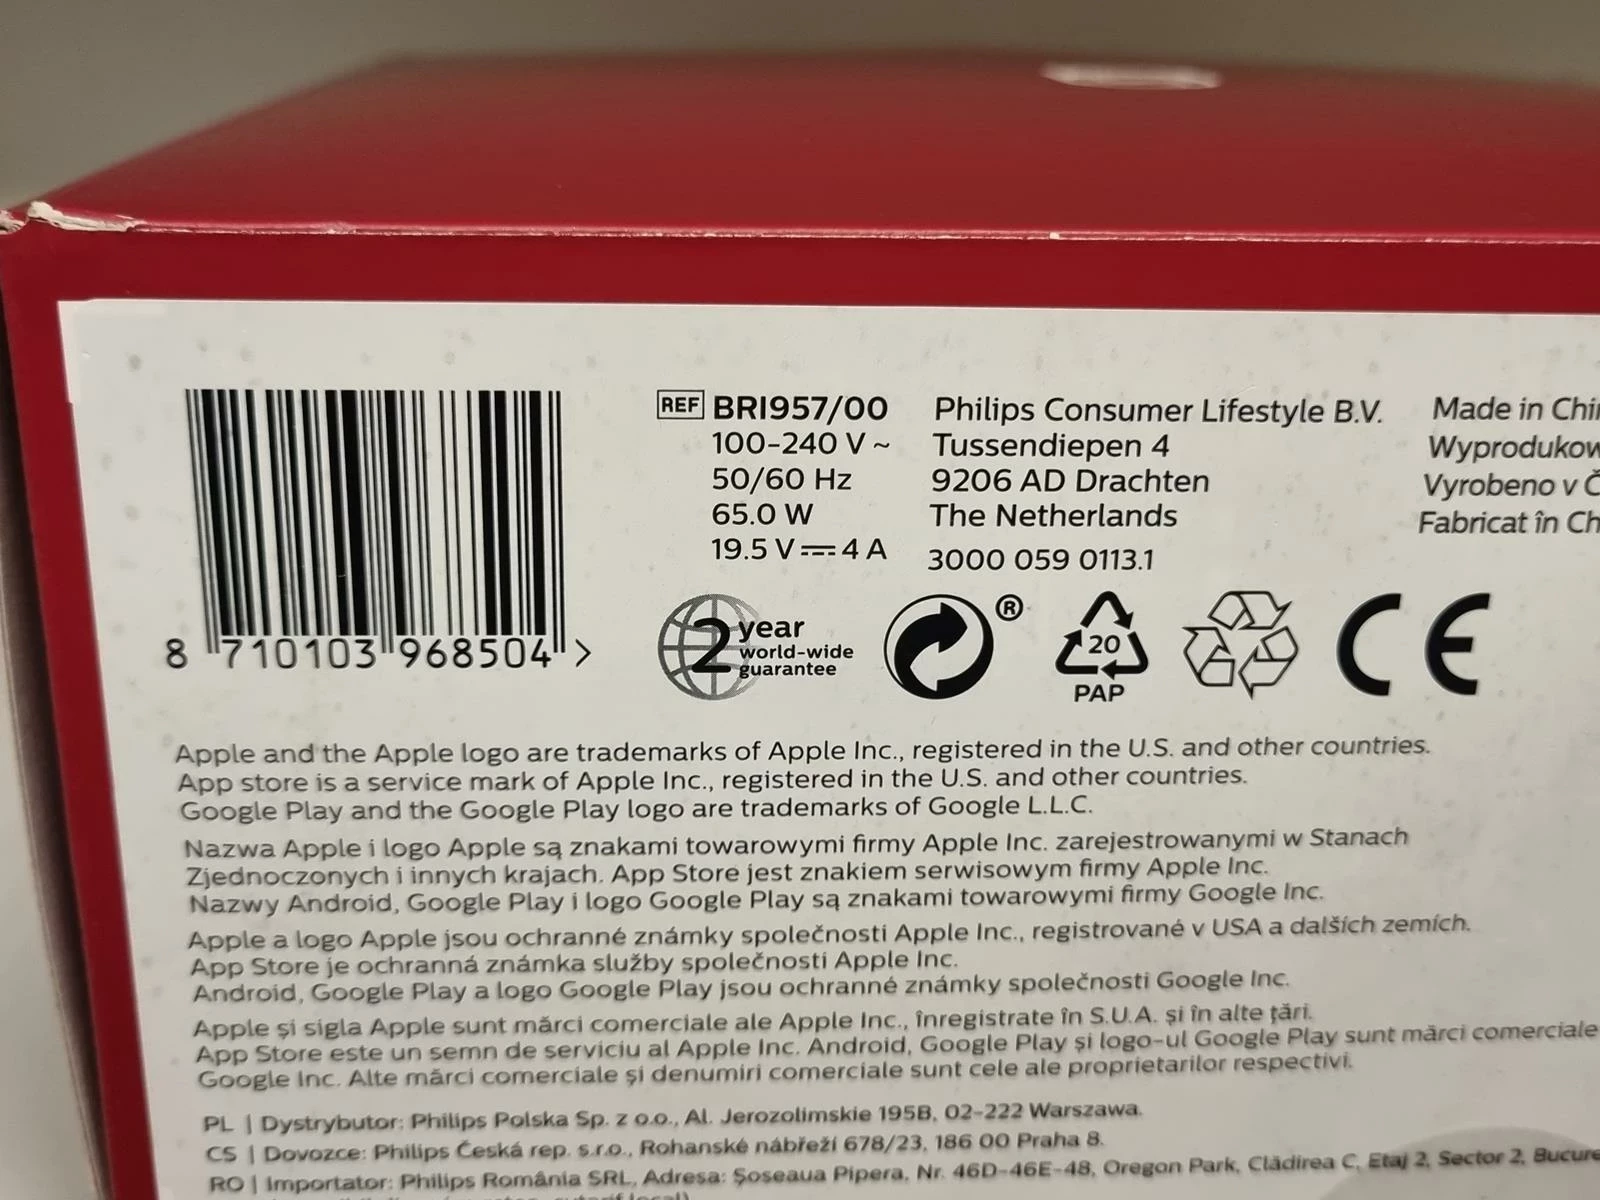 8 710103 968504 >
REF BRI957/00
100-240 V ~
50/60 Hz
65.0 W
19.5 V ⎓ 4 A
Philips Consumer Lifestyle B.V.
Tussendiepen 4
9206 AD Drachten
The Netherlands
3000 059 0113.1
Made in Chi
Wyprodukow
Vyrobeno v Č
Fabricat în Ch
2 year
world-wide
guarantee
®
20
PAP
CE
Apple and the Apple logo are trademarks of Apple Inc., registered in the U.S. and other countries.
App store is a service mark of Apple Inc., registered in the U.S. and other countries.
Google Play and the Google Play logo are trademarks of Google L.L.C.
Nazwa Apple i logo Apple są znakami towarowymi firmy Apple Inc. zarejestrowanymi w Stanach
Zjednoczonych i innych krajach. App Store jest znakiem serwisowym firmy Apple Inc.
Nazwy Android, Google Play i logo Google Play są znakami towarowymi firmy Google Inc.
Apple a logo Apple jsou ochranné známky společnosti Apple Inc., registrované v USA a dalších zemích.
App Store je ochranná známka služby společnosti Apple Inc.
Android, Google Play a logo Google Play jsou ochranné známky společnosti Google Inc.
Apple și sigla Apple sunt mărci comerciale ale Apple Inc., înregistrate în S.U.A. și în alte țări.
App Store este un semn de serviciu al Apple Inc. Android, Google Play și logo-ul Google Play sunt mărci comerciale
Google Inc. Alte mărci comerciale și denumiri comerciale sunt cele ale proprietarilor respectivi.
PL | Dystrybutor: Philips Polska Sp. z o.o., Al. Jerozolimskie 195B, 02-222 Warszawa.
CS | Dovozce: Philips Česká rep. s.r.o., Rohanské nábřeží 678/23, 186 00 Praha 8.
RO | Importator: Philips România SRL, Adresa: Șoseaua Pipera, Nr. 46D-46E-48, Oregon Park, Clădirea C, Etaj 2, Sector 2, Bucure